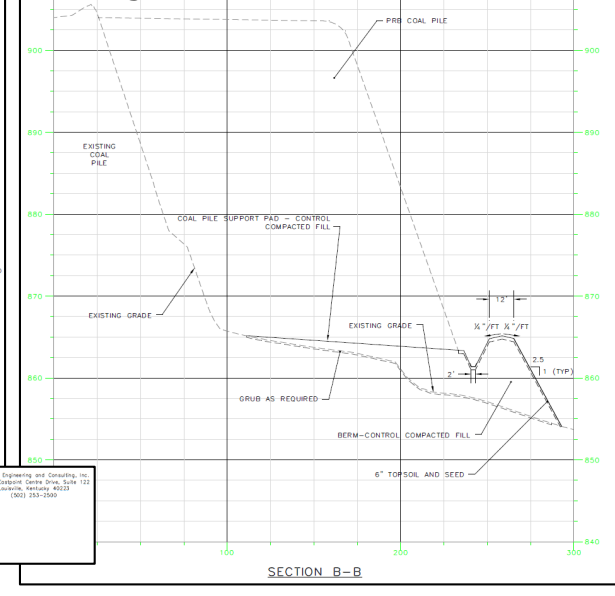 PRB COAL PILE
900
900
890
890
EXISTING
COAL
PILE
880
880
COAL PILE SUPPORT PAD - CONTROL
COMPACTED FILL
870
870
12'
EXISTING GRADE
EXISTING GRADE
¼"/FT ¼"/FT
860
860
2'
2.5
1 (TYP)
GRUB AS REQUIRED
BERM-CONTROL COMPACTED FILL
850
850
6" TOPSOIL AND SEED
Engineering and Consulting, Inc.
Eastpoint Centre Drive, Suite 122
Louisville, Kentucky 40223
(502) 253-2500
100
200
300
840
SECTION B-B